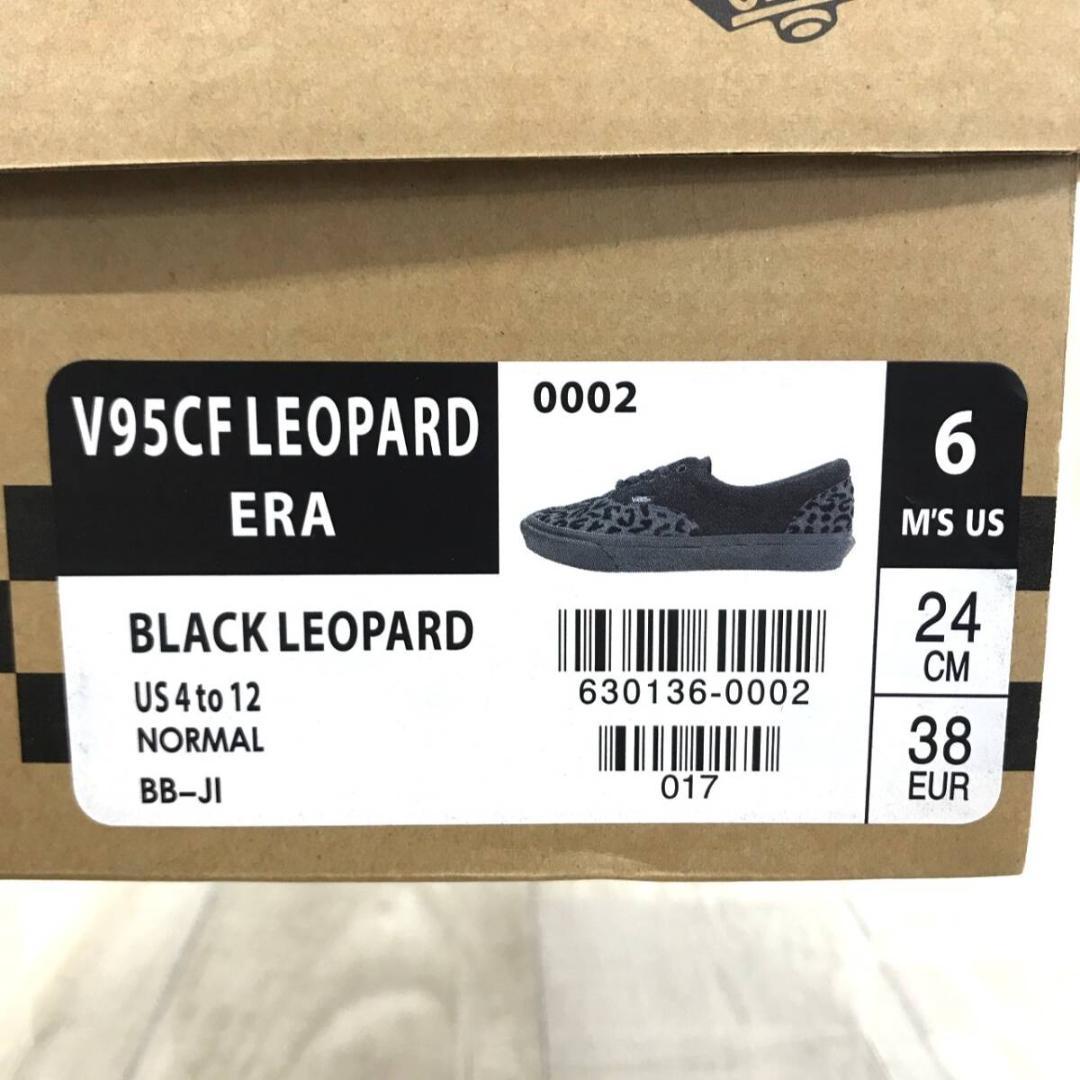 V95CF LEOPARD
ERA
BLACK LEOPARD
US 4 to 12
NORMAL
BB-JI
0002
630136-0002
017
6
M'S US
24
CM
38
EUR